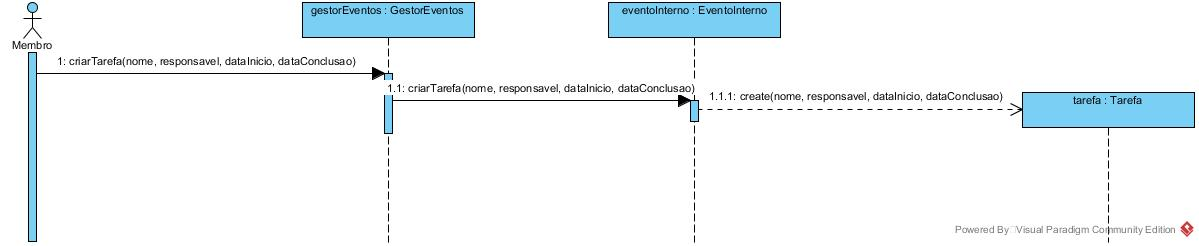 gestorEventos : GestorEventos
eventoInterno : EventoInterno
Membro
1: criarTarefa(nome, responsavel, dataInicio, dataConclusao)
1.1: criarTarefa(nome, responsavel, dataInicio, dataConclusao)
1.1.1: create(nome, responsavel, dataInicio, dataConclusao)
tarefa : Tarefa
Powered By Visual Paradigm Community Edition